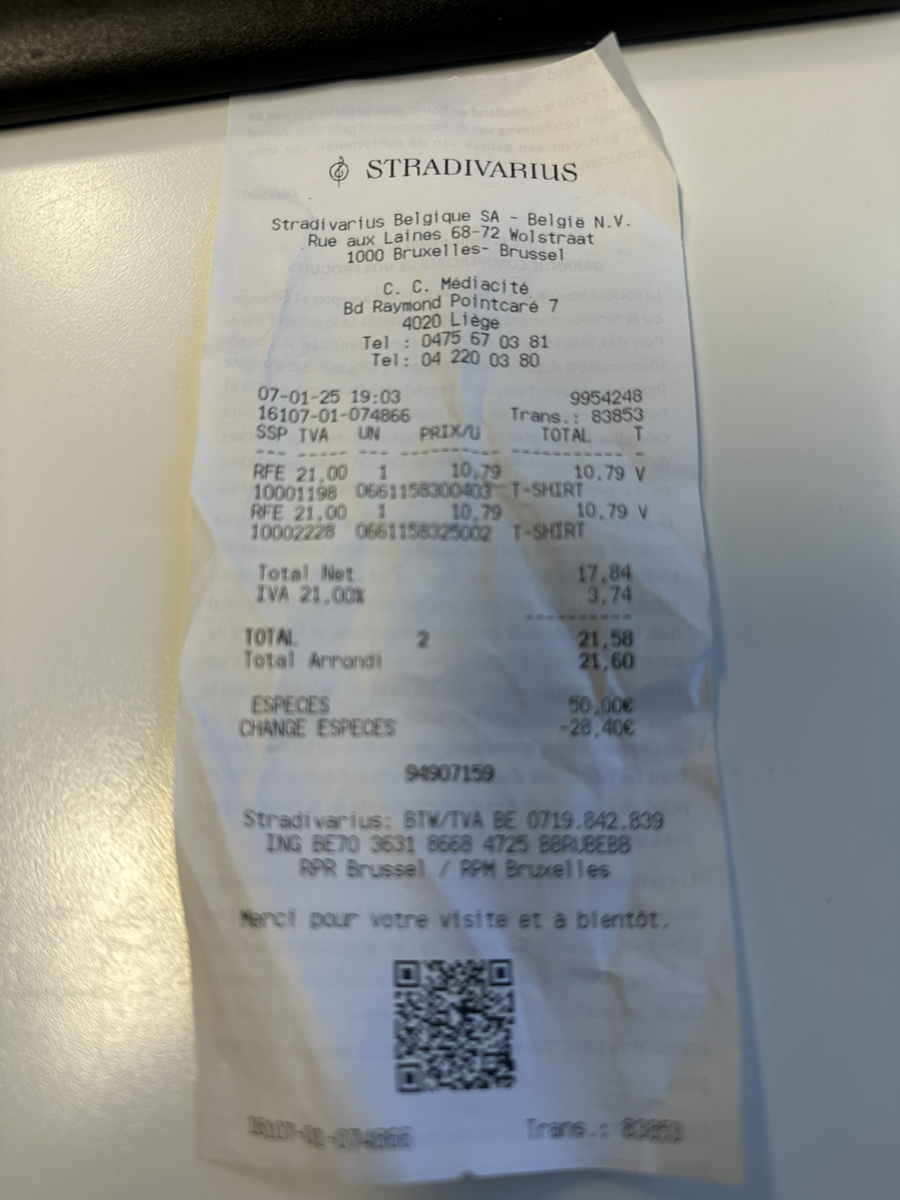 STRADIVARIUS
Stradivarius Belgique SA - België N.V.
Rue aux Laines 68-72 Wolstraat
1000 Bruxelles- Brussel
C. C. Médiacité
Bd Raymond Pointcaré 7
4020 Liège
Tel : 0475 67 03 81
Tel: 04 220 03 80
07-01-25 19:03 9954248
16107-01-074866 Trans.: 83853
SSP TVA UN PRIX/U TOTAL T
--- ----- --- --------- ----------- -
RFE 21,00 1 10,79 10,79 V
10001198 0661158300403 T-SHIRT
RFE 21,00 1 10,79 10,79 V
10002228 0661158325002 T-SHIRT
Total Net 17,84
IVA 21,00% 3,74
---------
TOTAL 2 21,58
Total Arrondi 21,60
ESPECES 50,00€
CHANGE ESPECES -28,40€
94907159
Stradivarius: BTW/TVA BE 0719.842.839
ING BE70 3631 8668 4725 BBRUBEBB
RPR Brussel / RPM Bruxelles
Merci pour votre visite et à bientôt.
16107-01-074866 Trans.: 83853